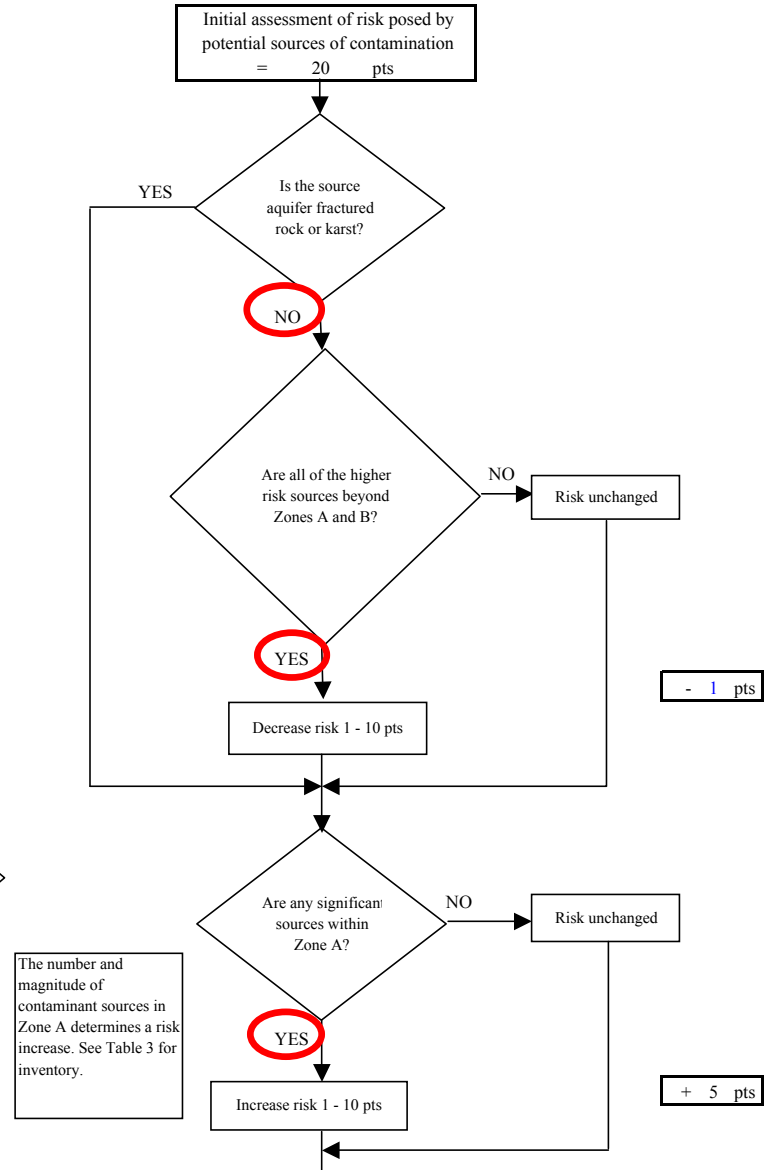 Initial assessment of risk posed by
potential sources of contamination
= 20 pts
YES
Is the source
aquifer fractured
rock or karst?
NO
Are all of the higher
risk sources beyond
Zones A and B?
NO
Risk unchanged
YES
- 1 pts
Decrease risk 1 - 10 pts
Are any significant
sources within
Zone A?
NO
Risk unchanged
The number and
magnitude of
contaminant sources in
Zone A determines a risk
increase. See Table 3 for
inventory.
YES
+ 5 pts
Increase risk 1 - 10 pts